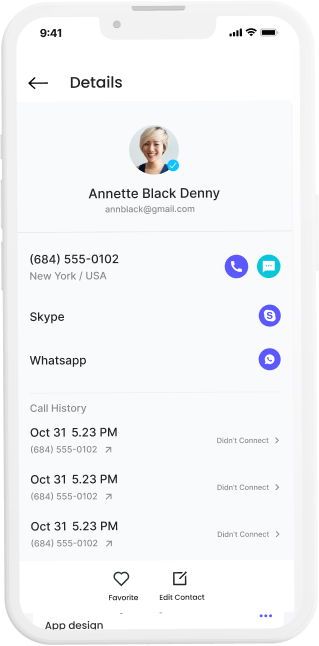 9:41
Details
Annette Black Denny
annblack@gmail.com
(684) 555-0102
New York / USA
Skype
Whatsapp
Call History
Oct 31 5.23 PM
(684) 555-0102
Didn't Connect
Oct 31 5.23 PM
(684) 555-0102
Didn't Connect
Oct 31 5.23 PM
(684) 555-0102
Didn't Connect
Favorite
Edit Contact
App design